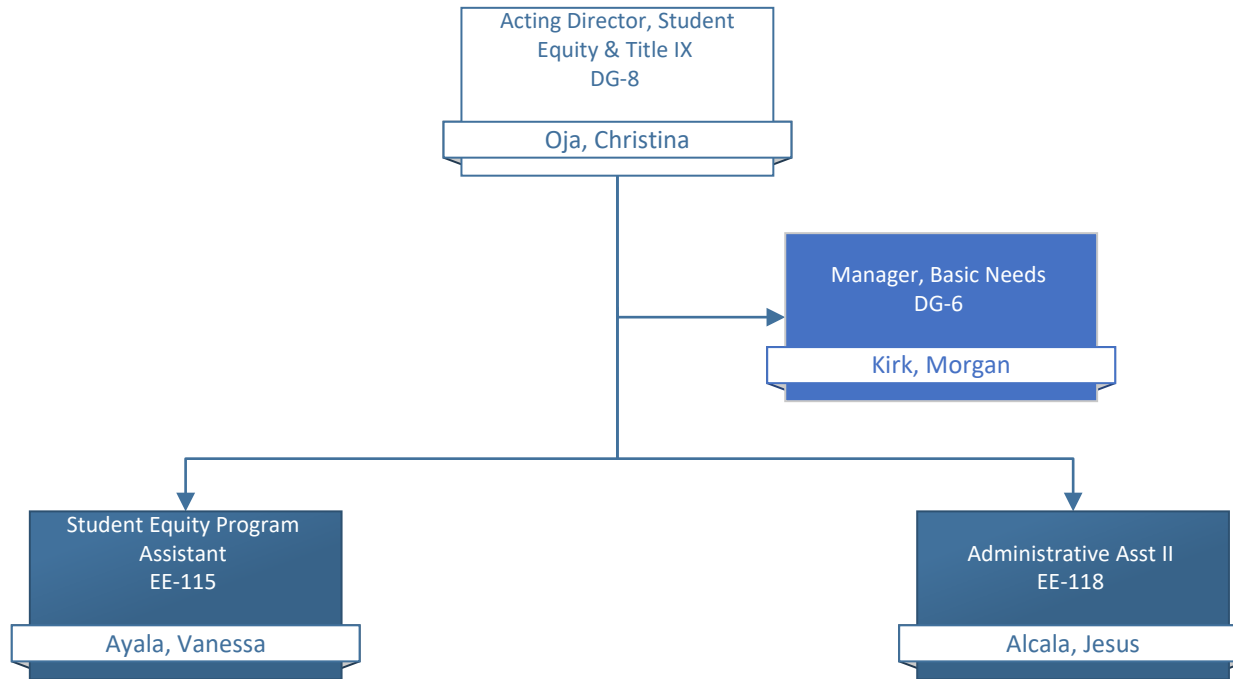 Acting Director, Student
Equity & Title IX
DG-8
Oja, Christina
Manager, Basic Needs
DG-6
Kirk, Morgan
Student Equity Program
Assistant
EE-115
Ayala, Vanessa
Administrative Asst II
EE-118
Alcala, Jesus